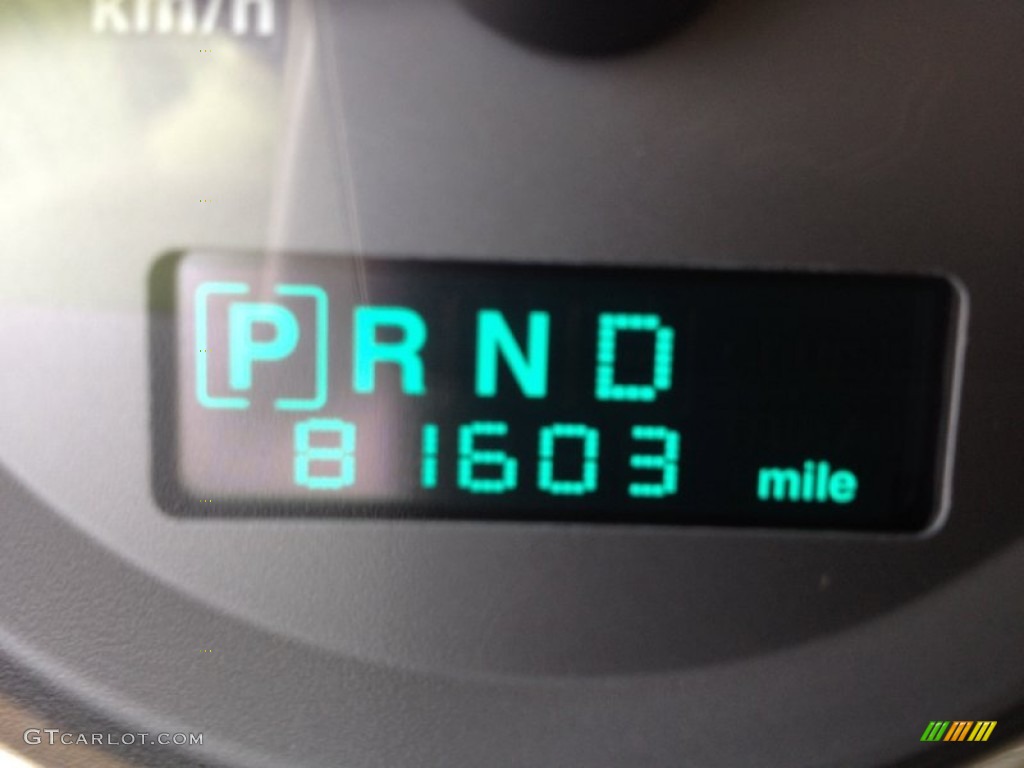 km/h
[P] R N D
81603 mile
GTCARLOT.COM